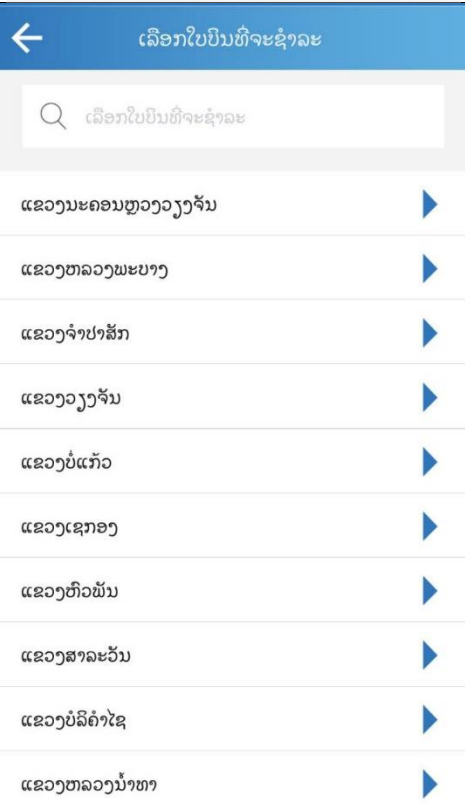 ເລືອກໃບບິນທີ່ຈະຊຳລະ
ເລືອກໃບບິນທີ່ຈະຊຳລະ
ແຂວງນະຄອນຫຼວງວຽງຈັນ
ແຂວງຫລວງພະບາງ
ແຂວງຈຳປາສັກ
ແຂວງວຽງຈັນ
ແຂວງບໍ່ແກ້ວ
ແຂວງເຊກອງ
ແຂວງຫົວພັນ
ແຂວງສາລະວັນ
ແຂວງບໍລິຄຳໄຊ
ແຂວງຫລວງນ້ຳທາ